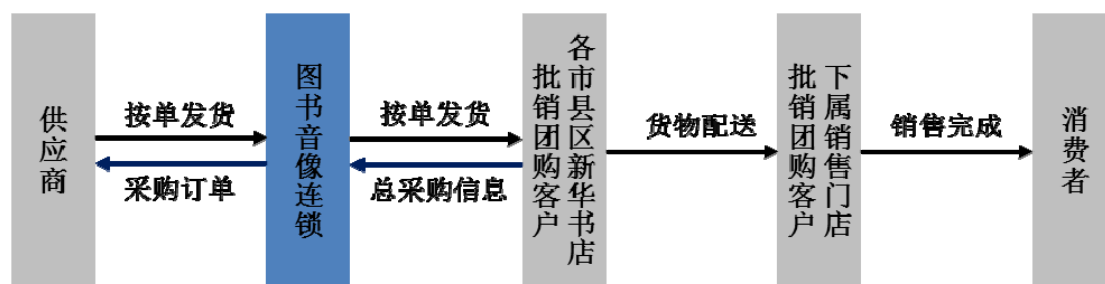 供应商
按单发货
采购订单
图书音像连锁
按单发货
总采购信息
各市县区新华书店
批销团购客户
货物配送
下属销售门店
批销团购客户
销售完成
消费者